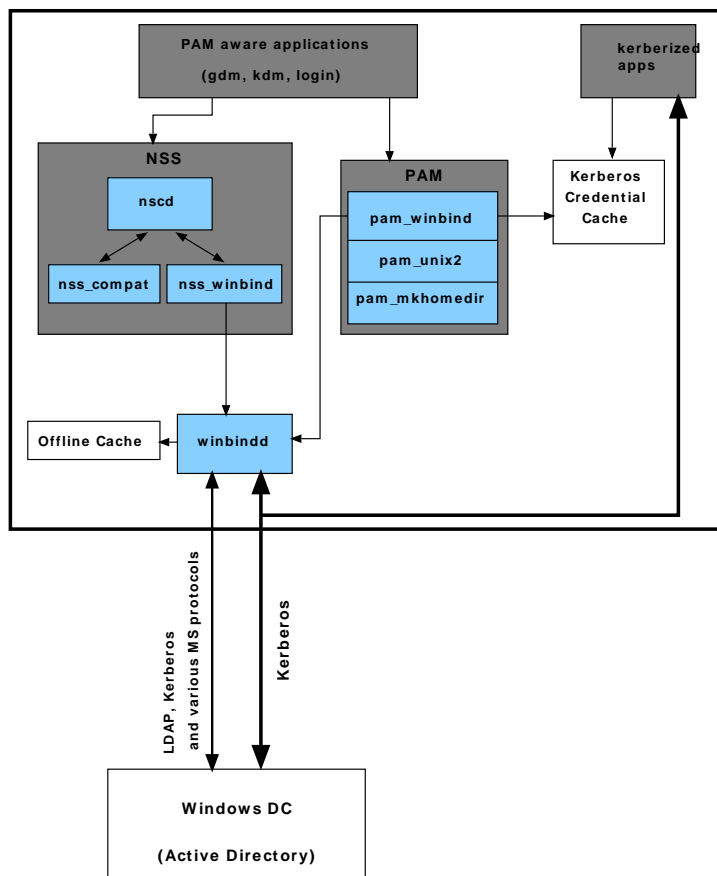 PAM aware applications
(gdm, kdm, login)
kerberized
apps
NSS
nscd
nss_compat
nss_winbind
PAM
pam_winbind
pam_unix2
pam_mkhomedir
Kerberos
Credential
Cache
Offline Cache
winbindd
LDAP, Kerberos
and various MS protocols
Kerberos
Windows DC
(Active Directory)